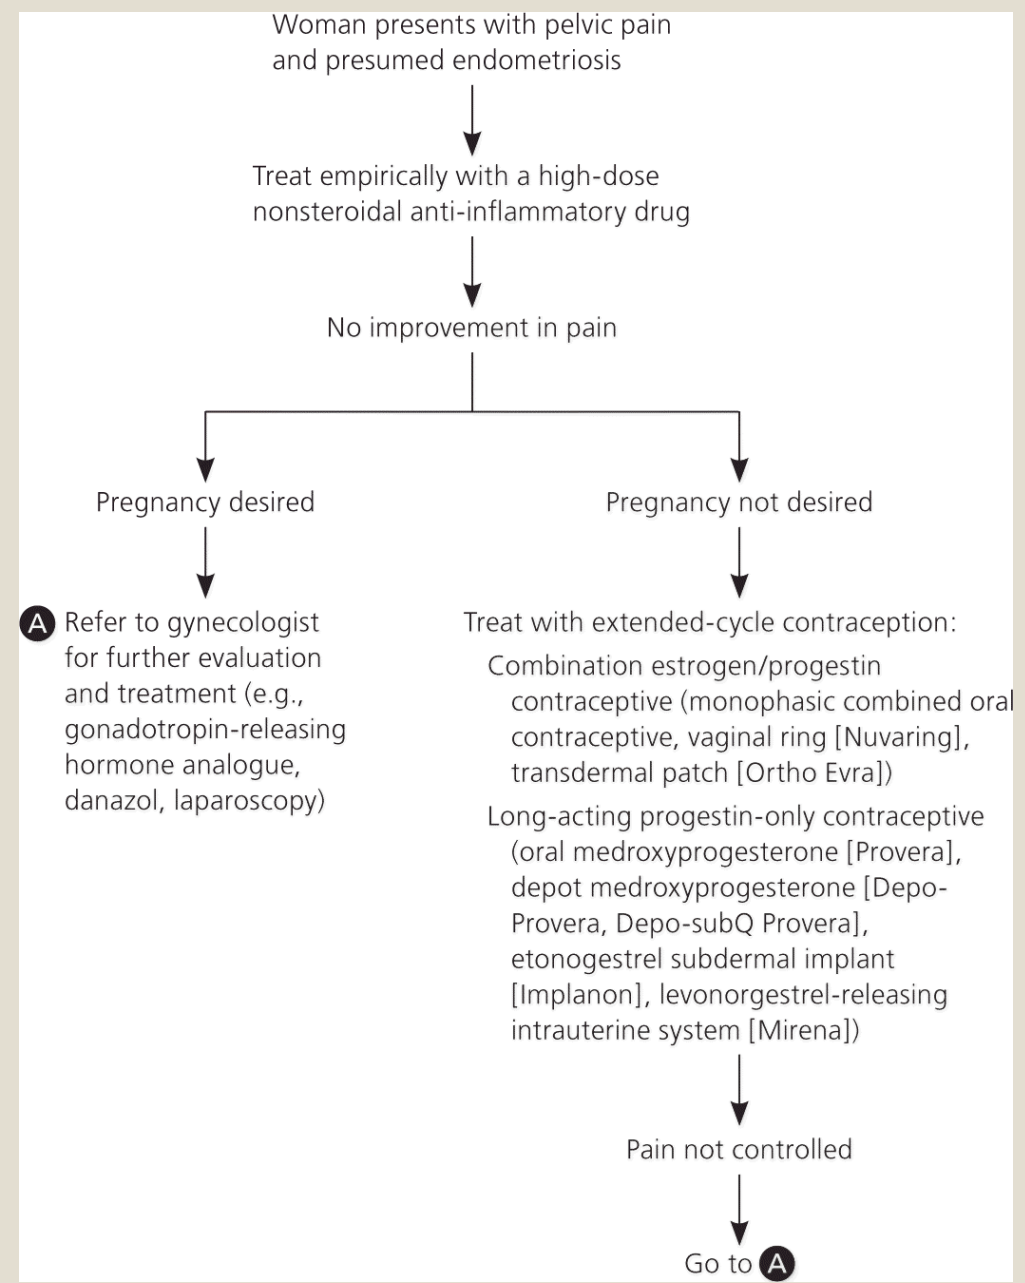 Woman presents with pelvic pain
and presumed endometriosis
Treat empirically with a high-dose
nonsteroidal anti-inflammatory drug
No improvement in pain
Pregnancy desired
Pregnancy not desired
A Refer to gynecologist
for further evaluation
and treatment (e.g.,
gonadotropin-releasing
hormone analogue,
danazol, laparoscopy)
Treat with extended-cycle contraception:
Combination estrogen/progestin
contraceptive (monophasic combined oral
contraceptive, vaginal ring [Nuvaring],
transdermal patch [Ortho Evra])
Long-acting progestin-only contraceptive
(oral medroxyprogesterone [Provera],
depot medroxyprogesterone [Depo-
Provera, Depo-subQ Provera],
etonogestrel subdermal implant
[Implanon], levonorgestrel-releasing
intrauterine system [Mirena])
Pain not controlled
Go to A